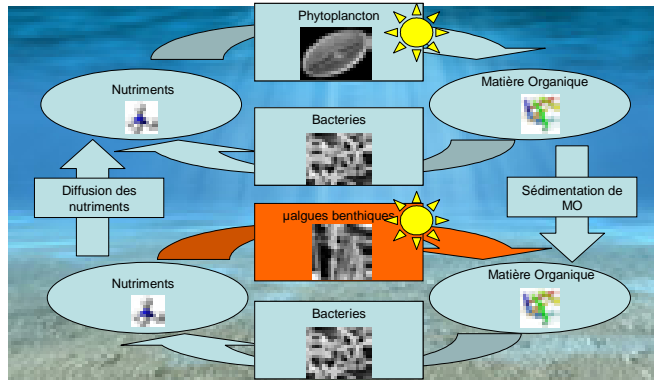 Phytoplancton
Nutriments
Matière Organique
Bacteries
Diffusion des
nutriments
Sédimentation de
MO
µalgues benthiques
Nutriments
Matière Organique
Bacteries